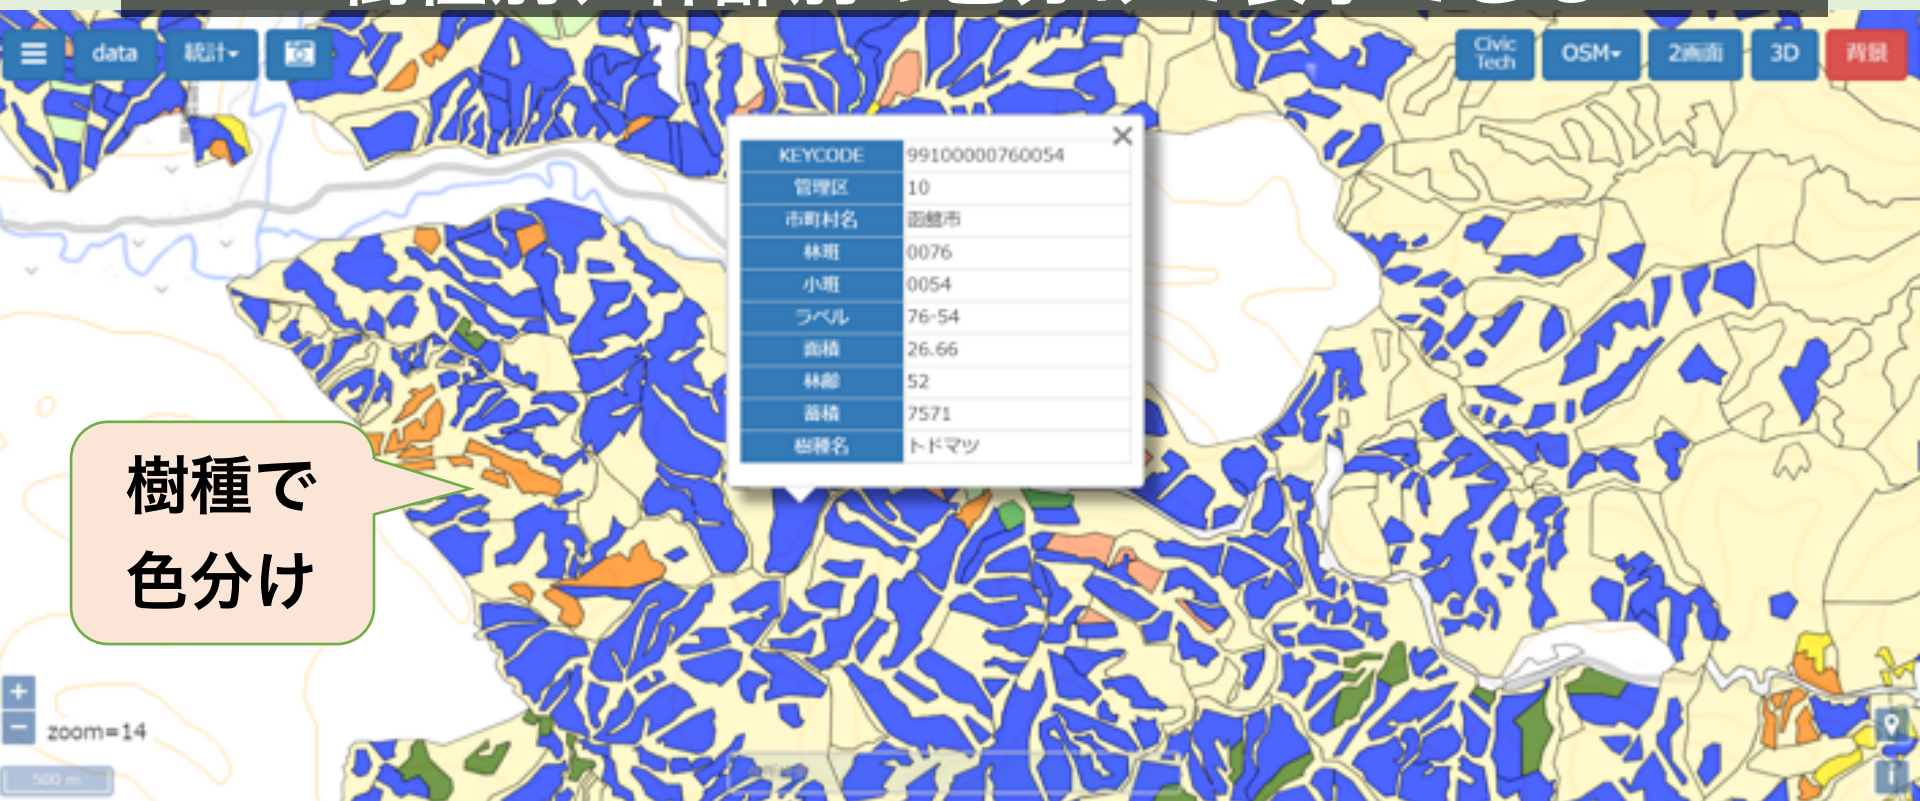 data
統計
Civic
Tech
OSM
2画面
3D
背景
KEYCODE 99100000760054
管理区 10
市町村名 函館市
林班 0076
小班 0054
ラベル 76-54
面積 26.66
林齢 52
蓄積 7571
樹種名 トドマツ
樹種で
色分け
+
−
zoom=14
500 m